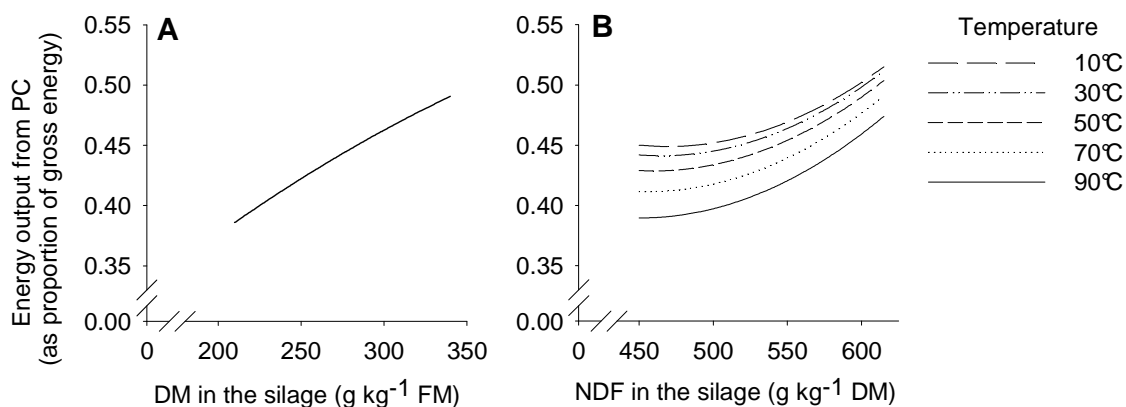 Energy output from PC
(as proportion of gross energy)
A
0.55
0.50
0.45
0.40
0.35
0.00
0 200 250 300 350
DM in the silage (g kg-1 FM)
B
0.55
0.50
0.45
0.40
0.35
0.00
0 450 500 550 600
NDF in the silage (g kg-1 DM)
Temperature
10°C
30°C
50°C
70°C
90°C